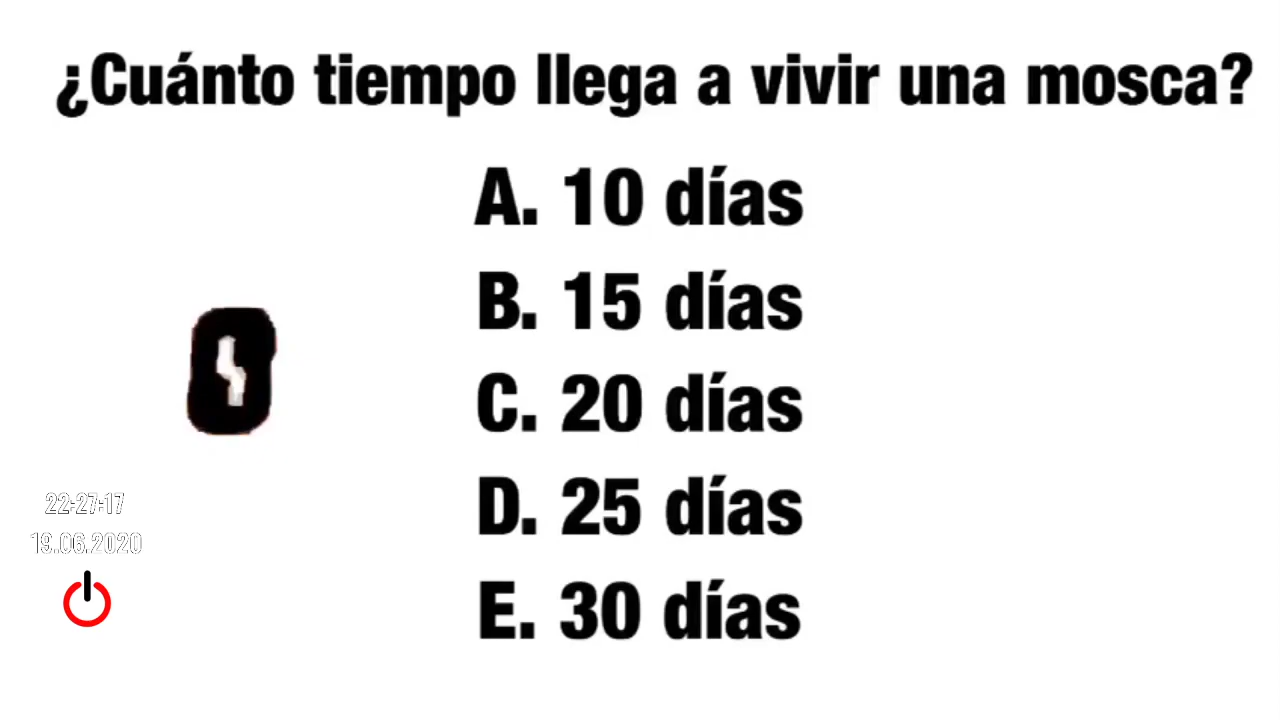 ¿Cuánto tiempo llega a vivir una mosca?
A. 10 días
B. 15 días
C. 20 días
D. 25 días
E. 30 días
22:27:17
19.06.2020